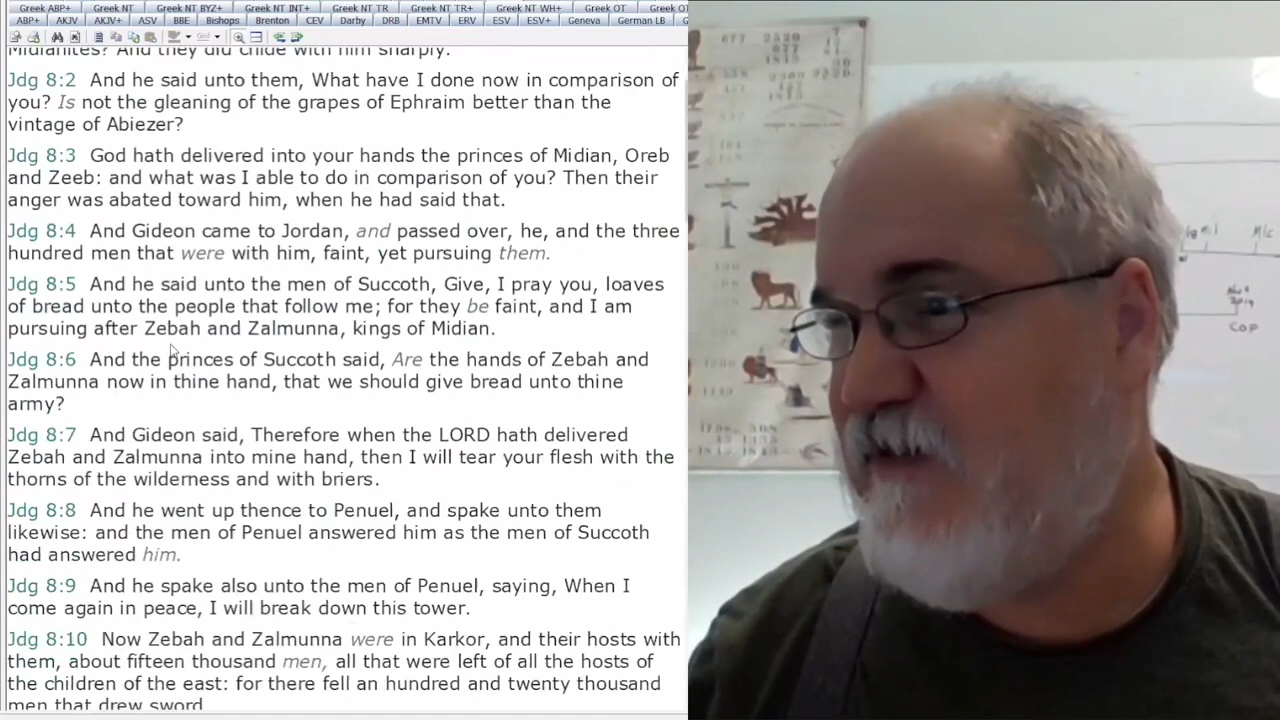 Greek ABP+ Greek NT Greek NT BYZ+ Greek NT INT+ Greek NT TR Greek NT TR+ Greek NT WH+ Greek OT
ABP+ AKJV AKJV+ ASV BBE Bishops Brenton CEV Darby DRB EMTV ERV ESV ESV+ Geneva German LB
Midianites? And they did chide with him sharply.
Jdg 8:2 And he said unto them, What have I done now in comparison of
you? Is not the gleaning of the grapes of Ephraim better than the
vintage of Abiezer?
Jdg 8:3 God hath delivered into your hands the princes of Midian, Oreb
and Zeeb: and what was I able to do in comparison of you? Then their
anger was abated toward him, when he had said that.
Jdg 8:4 And Gideon came to Jordan, and passed over, he, and the three
hundred men that were with him, faint, yet pursuing them.
Jdg 8:5 And he said unto the men of Succoth, Give, I pray you, loaves
of bread unto the people that follow me; for they be faint, and I am
pursuing after Zebah and Zalmunna, kings of Midian.
Jdg 8:6 And the princes of Succoth said, Are the hands of Zebah and
Zalmunna now in thine hand, that we should give bread unto thine
army?
Jdg 8:7 And Gideon said, Therefore when the LORD hath delivered
Zebah and Zalmunna into mine hand, then I will tear your flesh with the
thorns of the wilderness and with briers.
Jdg 8:8 And he went up thence to Penuel, and spake unto them
likewise: and the men of Penuel answered him as the men of Succoth
had answered him.
Jdg 8:9 And he spake also unto the men of Penuel, saying, When I
come again in peace, I will break down this tower.
Jdg 8:10 Now Zebah and Zalmunna were in Karkor, and their hosts with
them, about fifteen thousand men, all that were left of all the hosts of
the children of the east: for there fell an hundred and twenty thousand
men that drew sword
677 2520
1843
COP